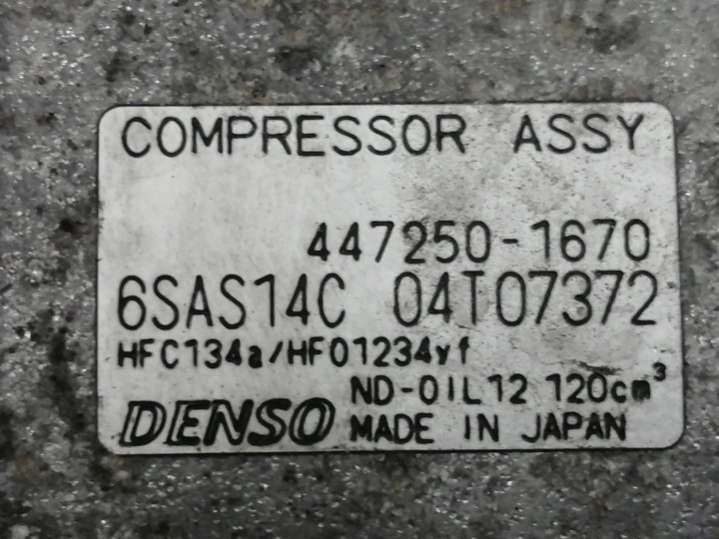 COMPRESSOR ASSY
447250-1670
6SAS14C 04T07372
HFC134a/HFO1234yf
ND-OIL12 120cm³
DENSO MADE IN JAPAN